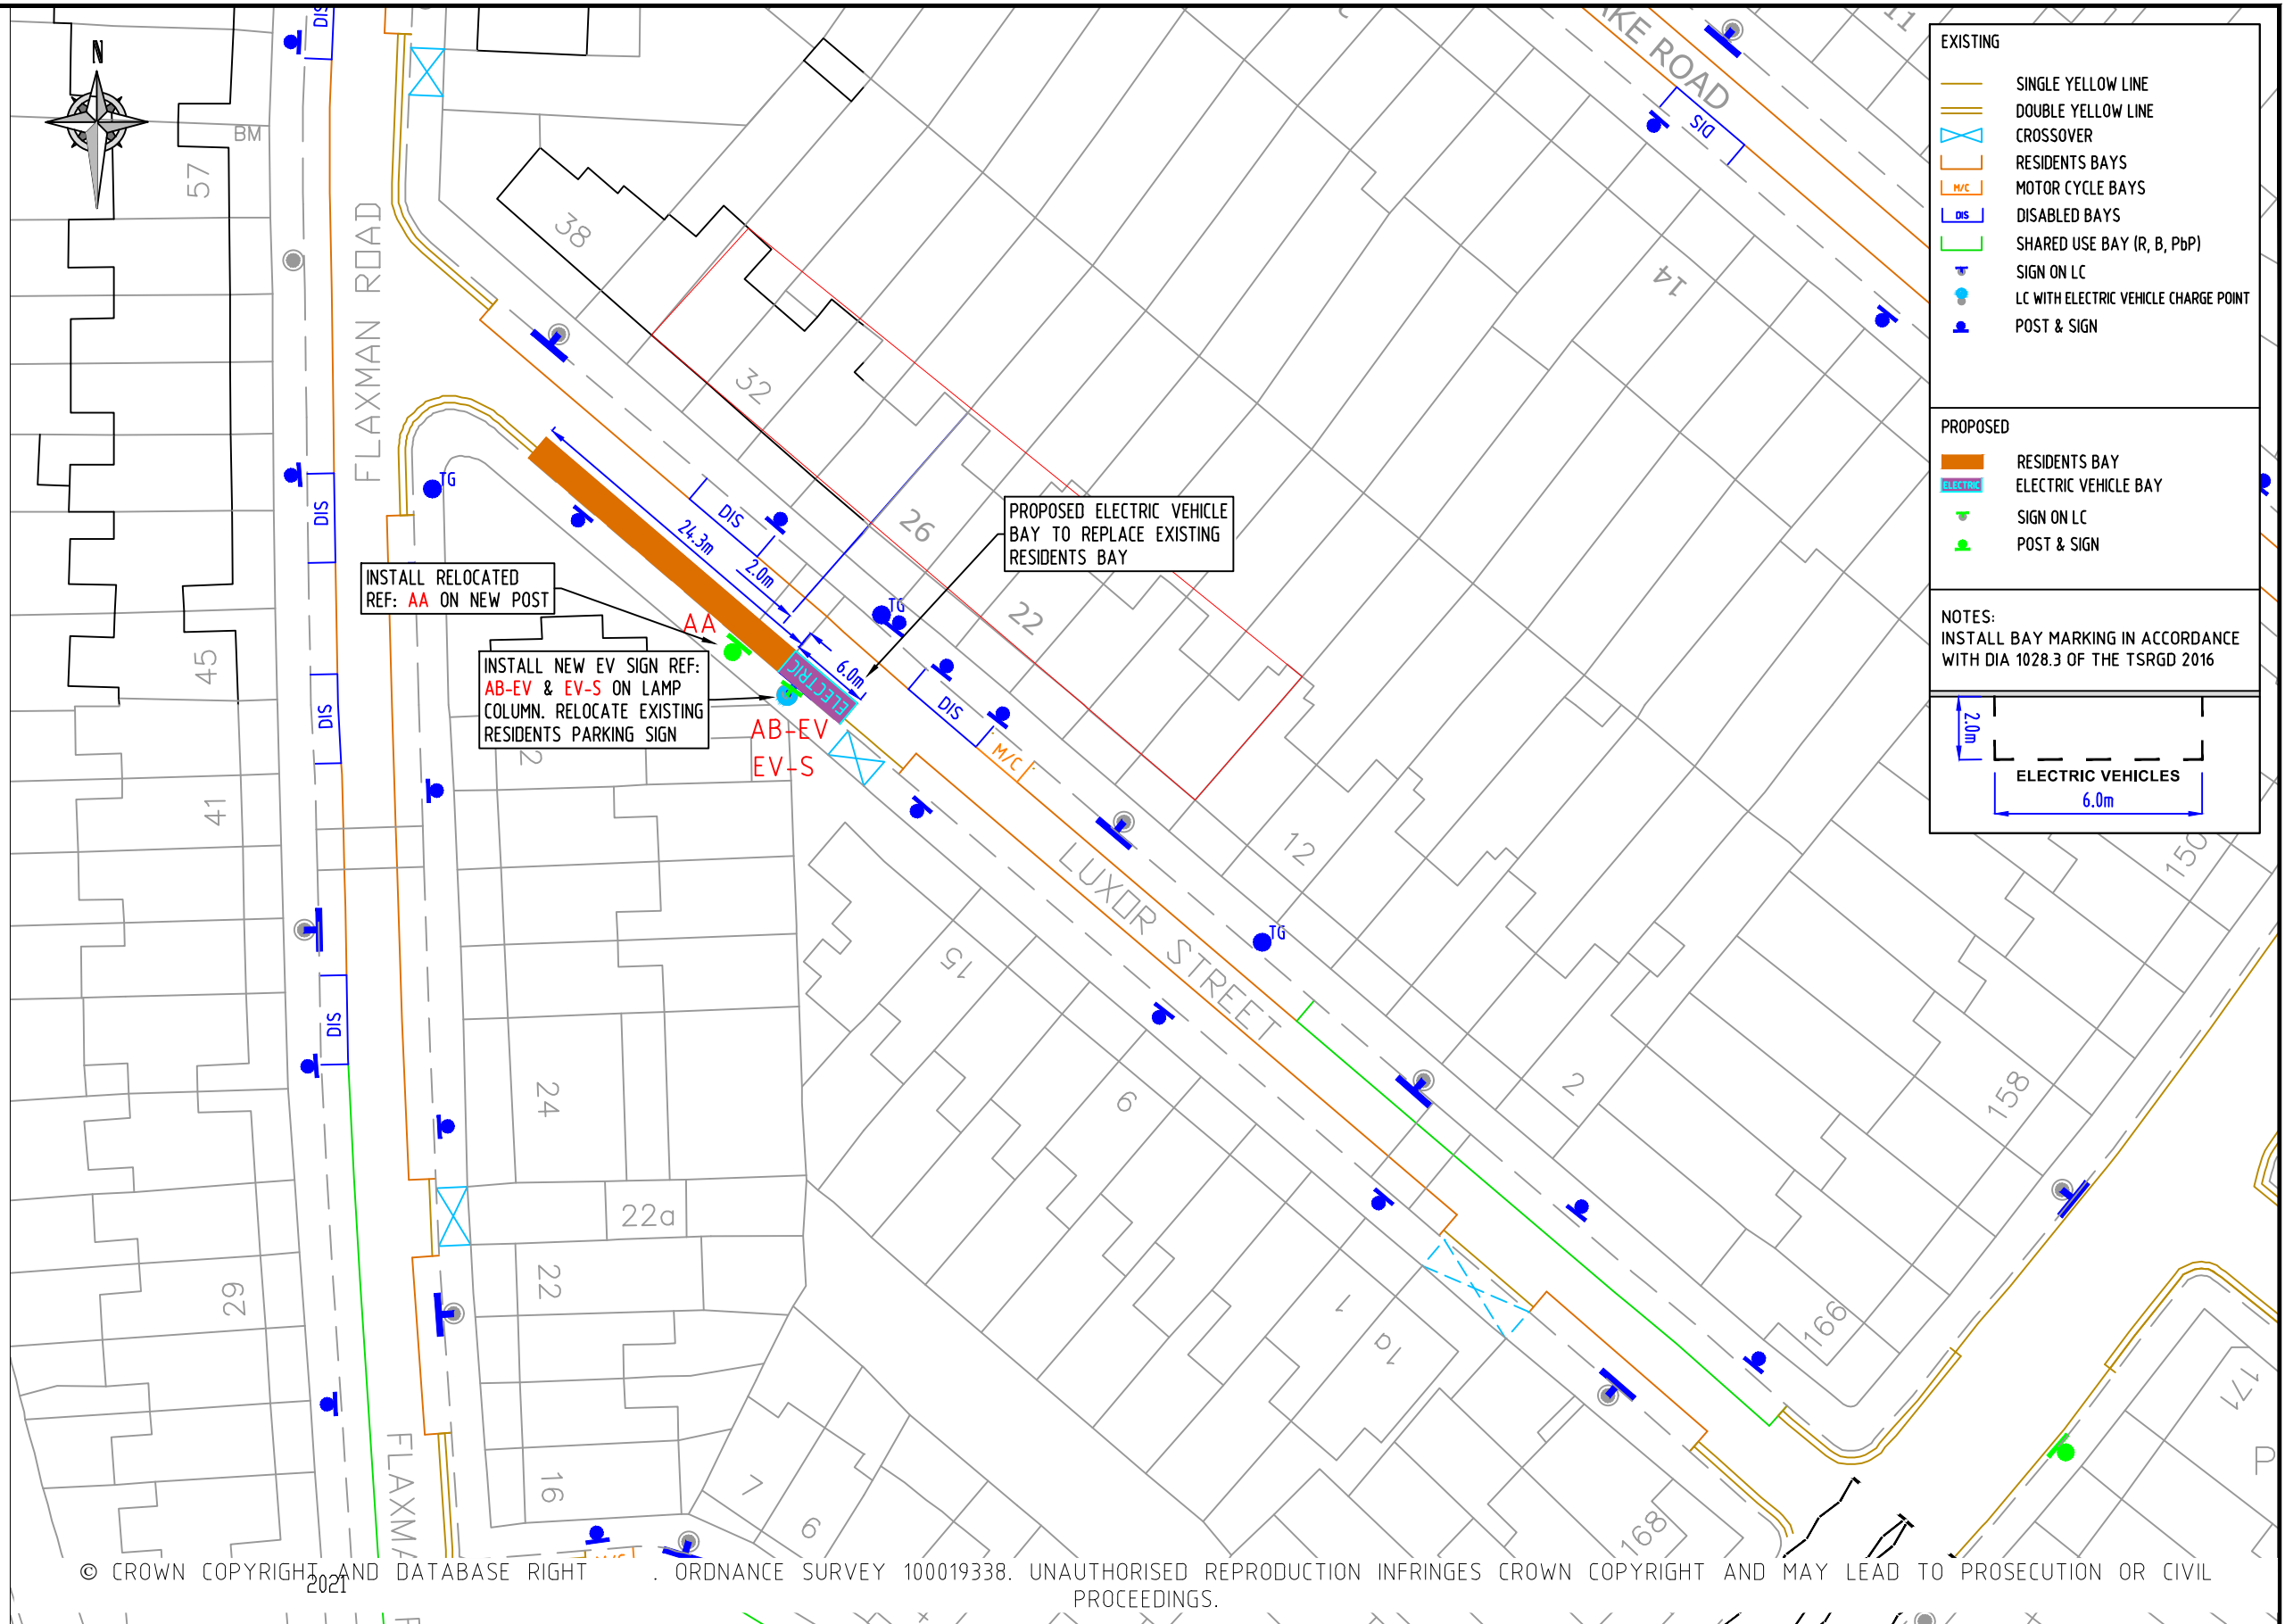 N
DIS
BM
57
FLAXMAN ROAD
38
32
26
22
14
11
AKE ROAD
DIS
TG
DIS
24.3m
2.0m
TG
6.0m
DIS
M/C
PROPOSED ELECTRIC VEHICLE
BAY TO REPLACE EXISTING
RESIDENTS BAY
INSTALL RELOCATED
REF: AA ON NEW POST
AA
INSTALL NEW EV SIGN REF:
AB-EV & EV-S ON LAMP
COLUMN. RELOCATE EXISTING
RESIDENTS PARKING SIGN
ELECTRIC
AB-EV
EV-S
DIS
45
DIS
41
DIS
29
24
22a
22
16
7
6
FLAXMA
LUXOR STREET
TG
12
15
9
2
1
1a
150
158
166
168
171
P
EXISTING
SINGLE YELLOW LINE
DOUBLE YELLOW LINE
CROSSOVER
RESIDENTS BAYS
M/C MOTOR CYCLE BAYS
DIS DISABLED BAYS
SHARED USE BAY (R, B, PbP)
SIGN ON LC
LC WITH ELECTRIC VEHICLE CHARGE POINT
POST & SIGN
PROPOSED
RESIDENTS BAY
ELECTRIC ELECTRIC VEHICLE BAY
SIGN ON LC
POST & SIGN
NOTES:
INSTALL BAY MARKING IN ACCORDANCE
WITH DIA 1028.3 OF THE TSRGD 2016
2.0m
ELECTRIC VEHICLES
6.0m
© CROWN COPYRIGHT AND DATABASE RIGHT . ORDNANCE SURVEY 100019338. UNAUTHORISED REPRODUCTION INFRINGES CROWN COPYRIGHT AND MAY LEAD TO PROSECUTION OR CIVIL
2021
PROCEEDINGS.